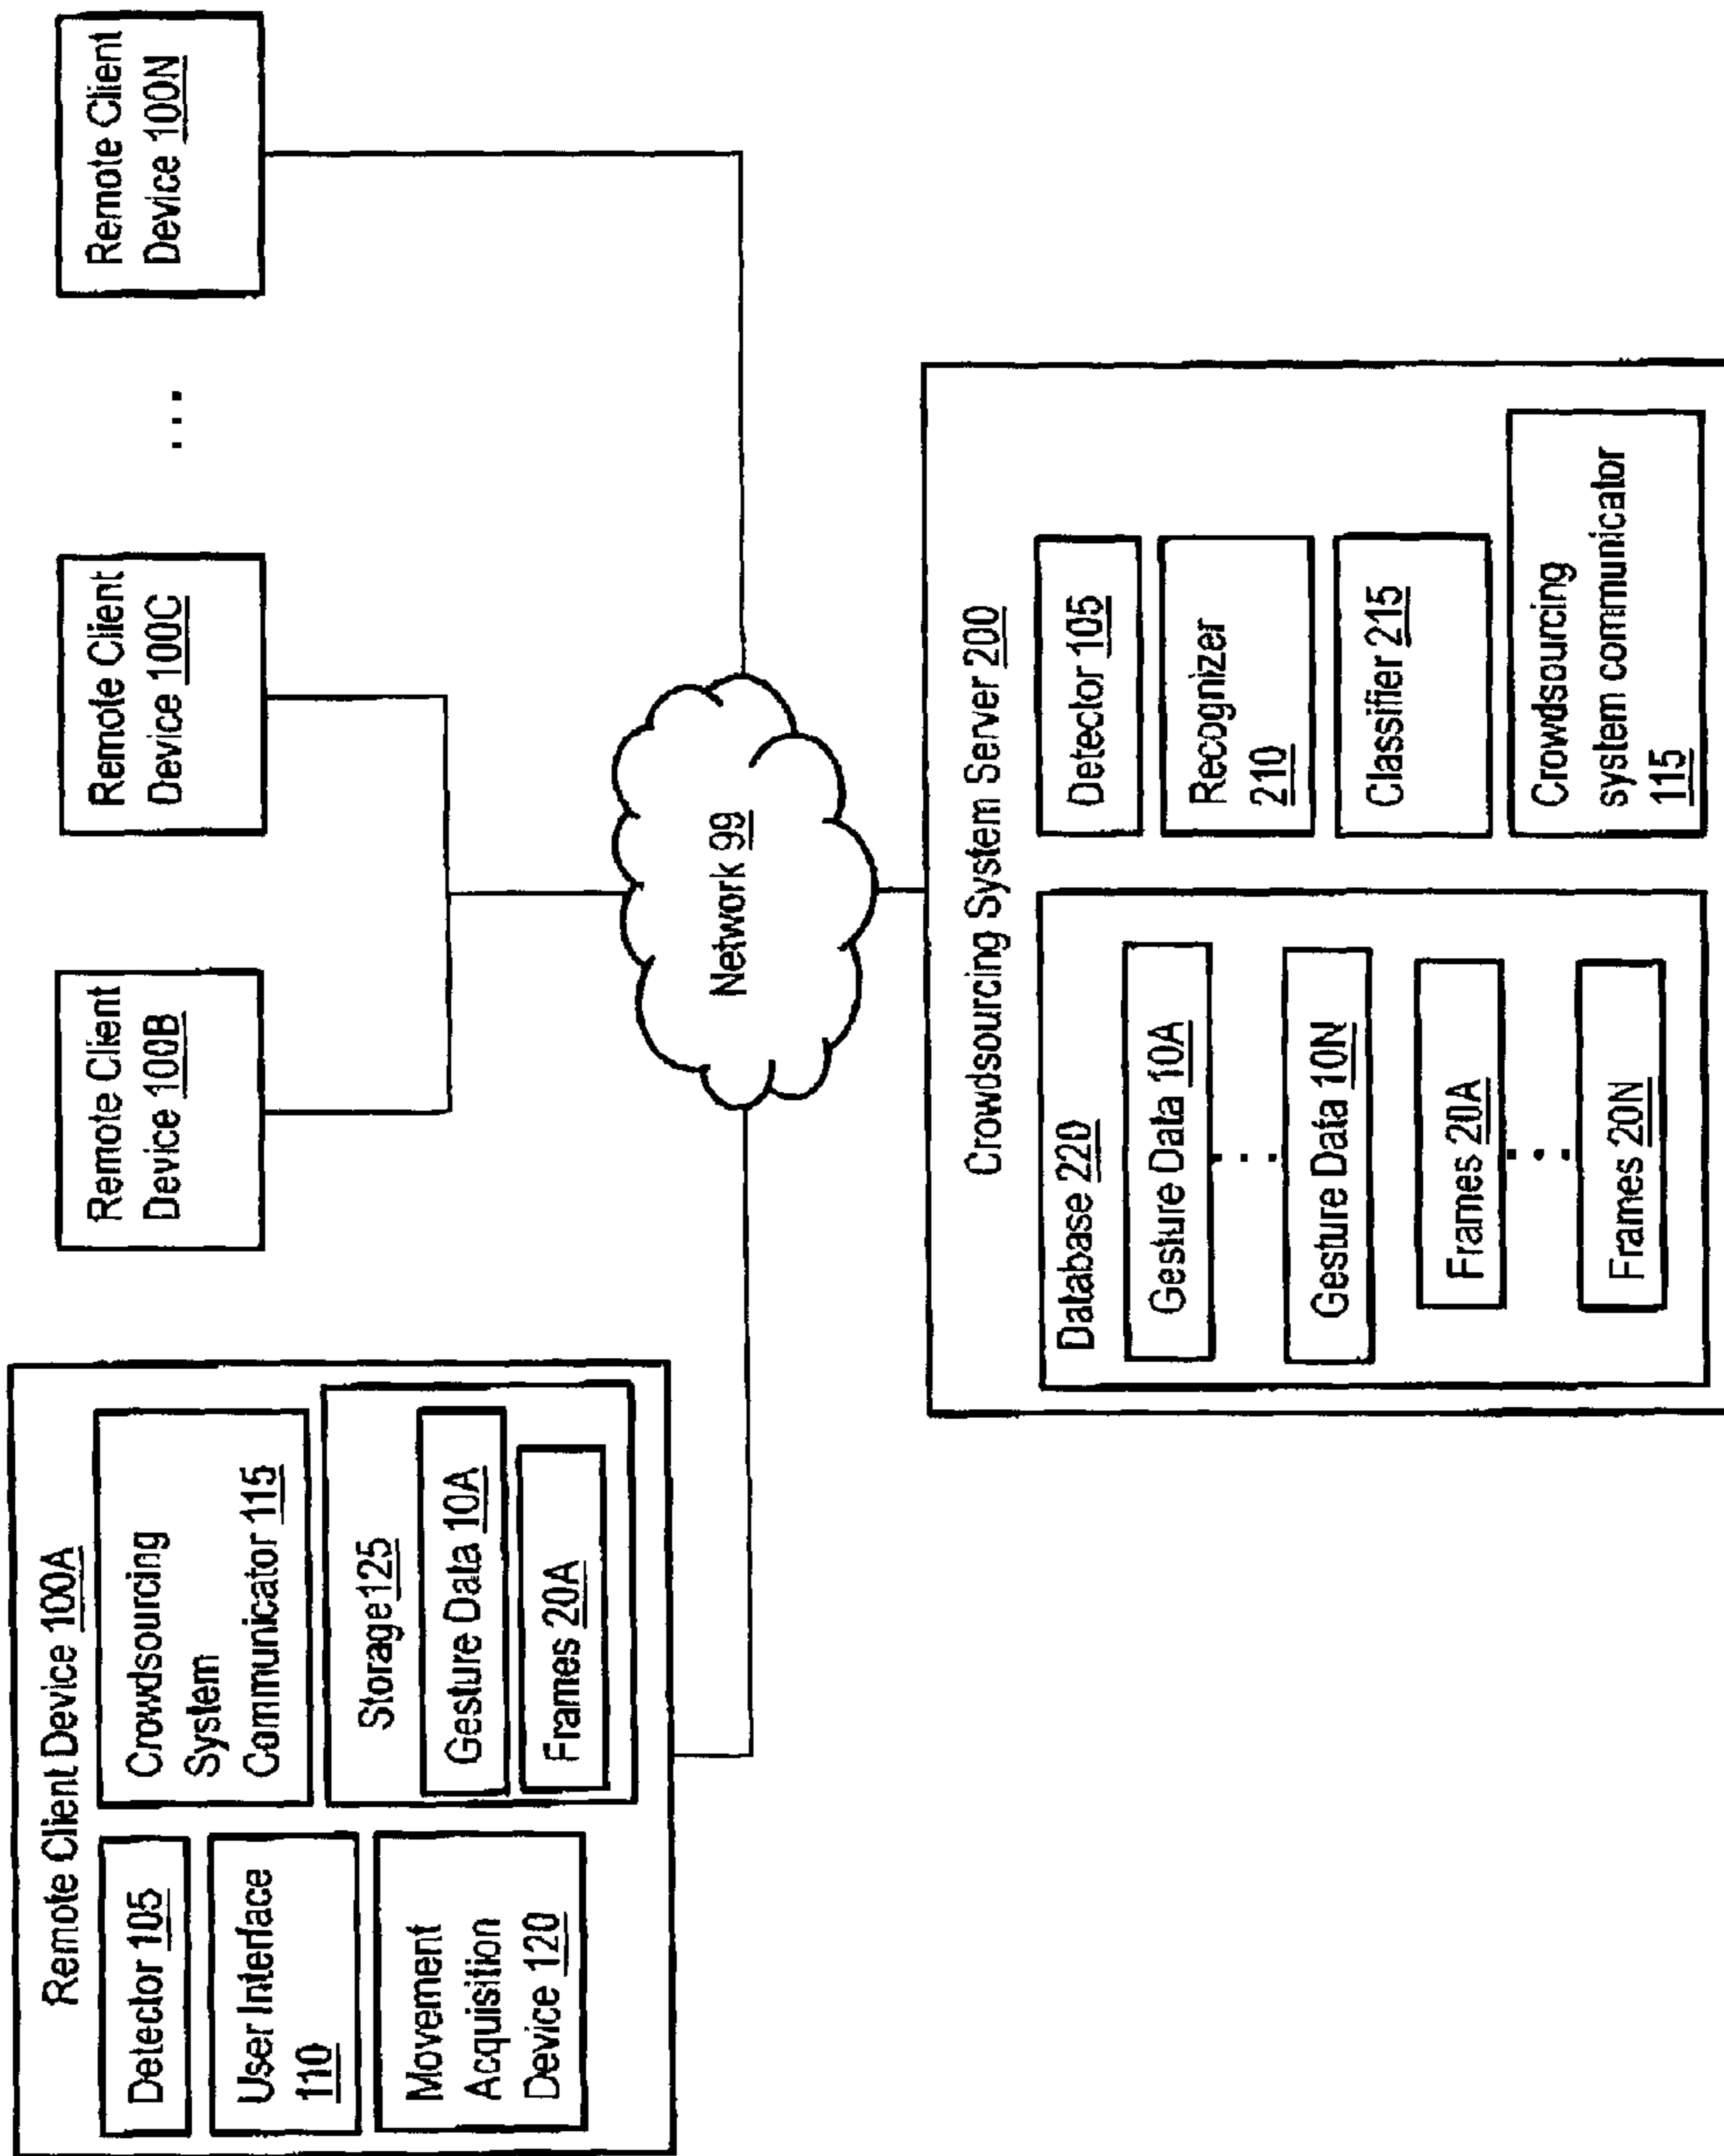 Remote Client Device 100A
Detector 105
User Interface
110
Movement
Acquisition
Device 120
Crowdsourcing
System
Communicator 115
Storage 125
Gesture Data 10A
Frames 20A
Remote Client
Device 100B
Remote Client
Device 100C
...
Remote Client
Device 100N
Network 99
Crowdsourcing System Server 200
Database 220
Gesture Data 10A
...
Gesture Data 10N
Frames 20A
...
Frames 20N
Detector 105
Recognizer
210
Classifier 215
Crowdsourcing
system communicator
115